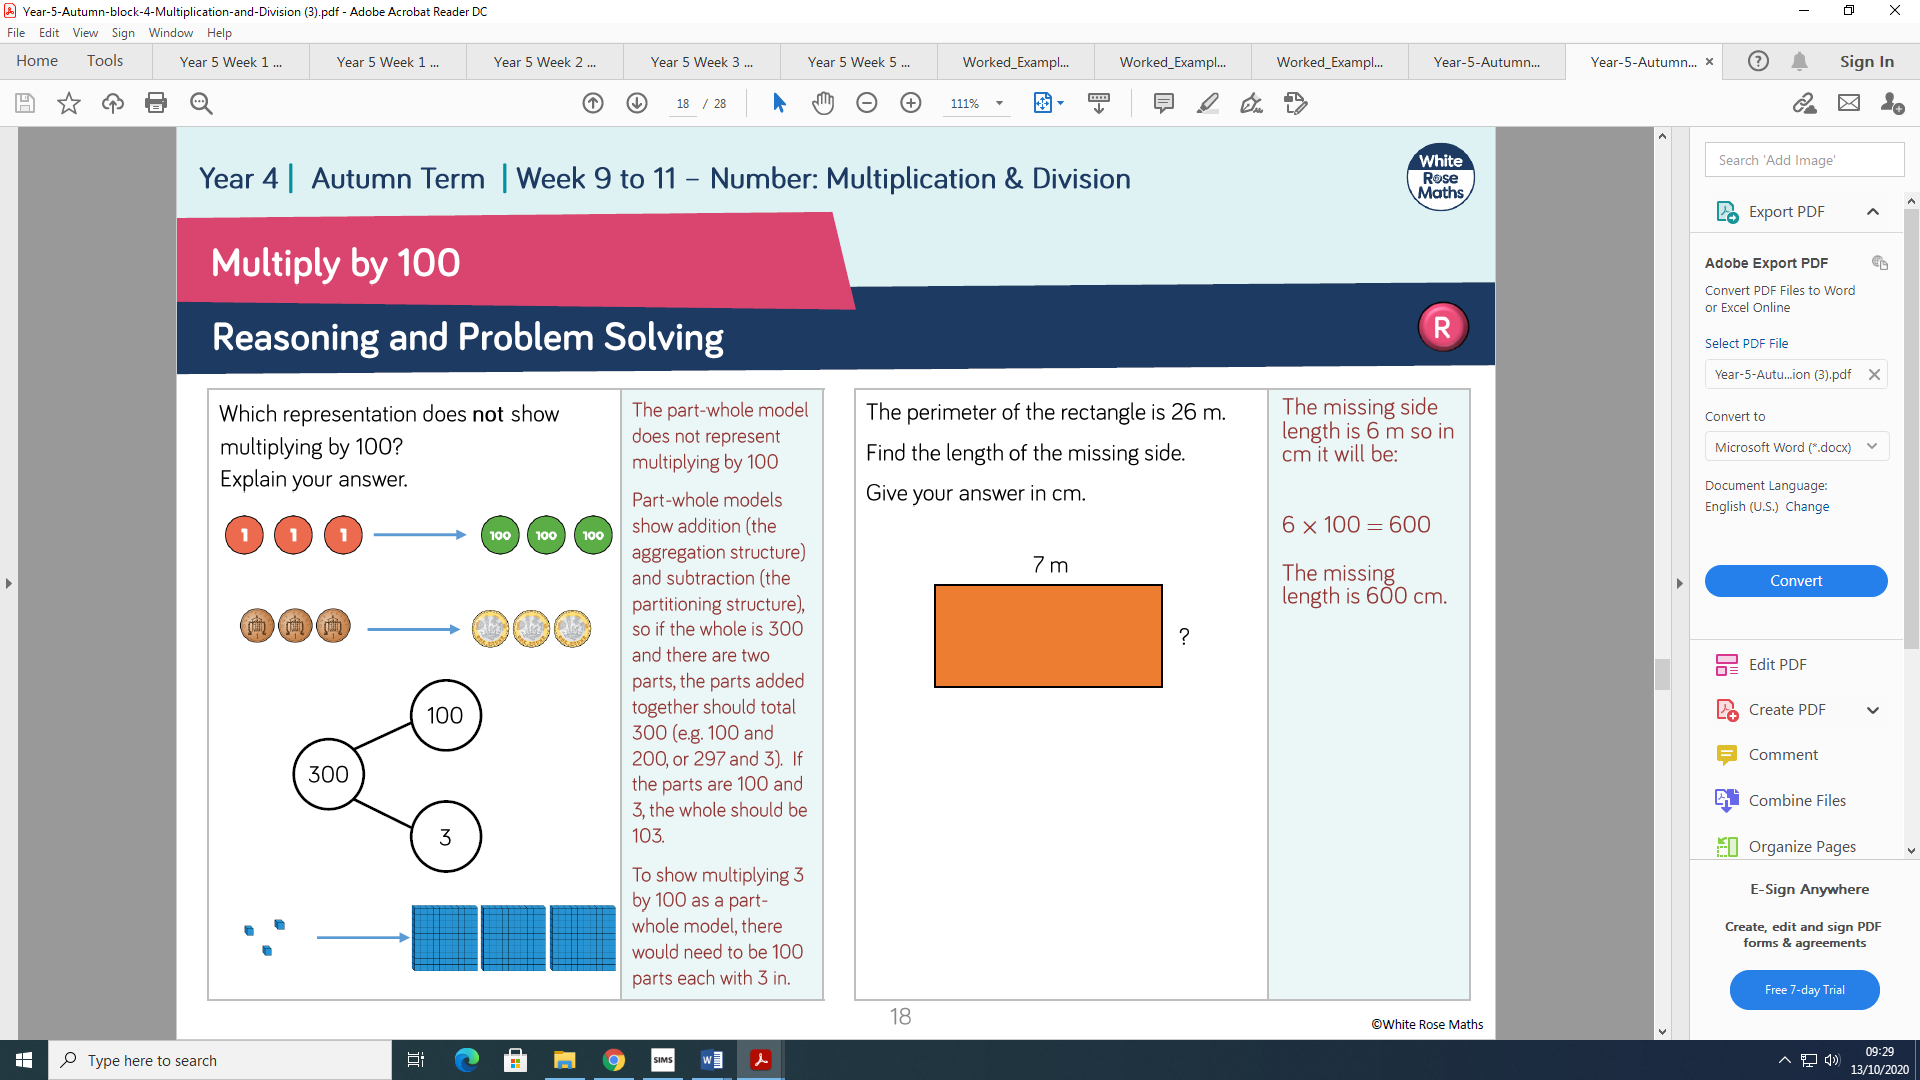 Year-5-Autumn-block-4-Multiplication-and-Division (3).pdf - Adobe Acrobat Reader DC
File Edit View Sign Window Help
Home Tools Year 5 Week 1 ... Year 5 Week 1 ... Year 5 Week 2 ... Year 5 Week 3 ... Year 5 Week 5 ... Worked_Exampl... Worked_Exampl... Worked_Exampl... Year-5-Autumn... Year-5-Autumn... × Sign In
18 / 28 111%
Year 4 | Autumn Term | Week 9 to 11 – Number: Multiplication & Division
White
Rose
Maths
Multiply by 100
Reasoning and Problem Solving
R
Which representation does not show
multiplying by 100?
Explain your answer.
1 1 1 100 100 100
100
300
3
The part-whole model
does not represent
multiplying by 100
Part-whole models
show addition (the
aggregation structure)
and subtraction (the
partitioning structure),
so if the whole is 300
and there are two
parts, the parts added
together should total
300 (e.g. 100 and
200, or 297 and 3). If
the parts are 100 and
3, the whole should be
103.
To show multiplying 3
by 100 as a part-
whole model, there
would need to be 100
parts each with 3 in.
The perimeter of the rectangle is 26 m.
Find the length of the missing side.
Give your answer in cm.
7 m
?
The missing side
length is 6 m so in
cm it will be:
6 × 100 = 600
The missing
length is 600 cm.
18
©White Rose Maths
Search 'Add Image'
Export PDF
Adobe Export PDF
Convert PDF Files to Word
or Excel Online
Select PDF File
Year-5-Autu...ion (3).pdf
Convert to
Microsoft Word (*.docx)
Document Language:
English (U.S.) Change
Convert
Edit PDF
Create PDF
Comment
Combine Files
Organize Pages
E-Sign Anywhere
Create, edit and sign PDF
forms & agreements
Free 7-day Trial
Type here to search
SIMS
09:29
13/10/2020